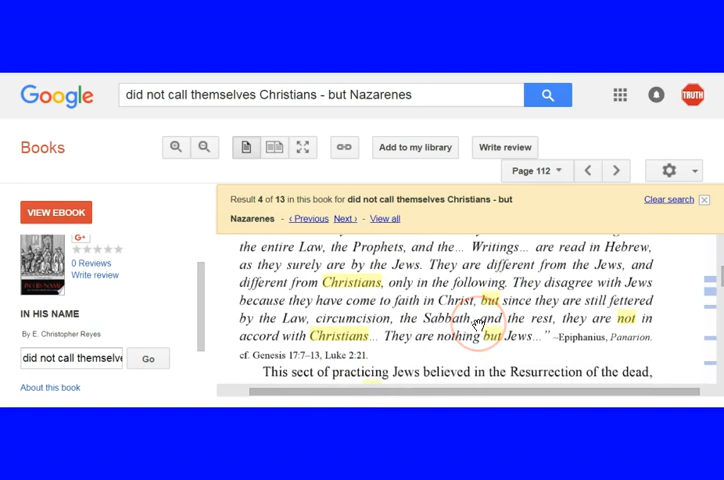 Google
did not call themselves Christians - but Nazarenes
TRUTH
Books
Add to my library
Write review
Page 112
Result 4 of 13 in this book for did not call themselves Christians - but
Nazarenes - ‹ Previous Next › - View all
Clear search
VIEW EBOOK
G+
0 Reviews
Write review
IN HIS NAME
IN HIS NAME
By E. Christopher Reyes
did not call themselve
Go
About this book
the entire Law, the Prophets, and the... Writings... are read in Hebrew,
as they surely are by the Jews. They are different from the Jews, and
different from Christians, only in the following. They disagree with Jews
because they have come to faith in Christ, but since they are still fettered
by the Law, circumcision, the Sabbath, and the rest, they are not in
accord with Christians... They are nothing but Jews..." –Epiphanius, Panarion.
cf. Genesis 17:7–13, Luke 2:21.
This sect of practicing Jews believed in the Resurrection of the dead,